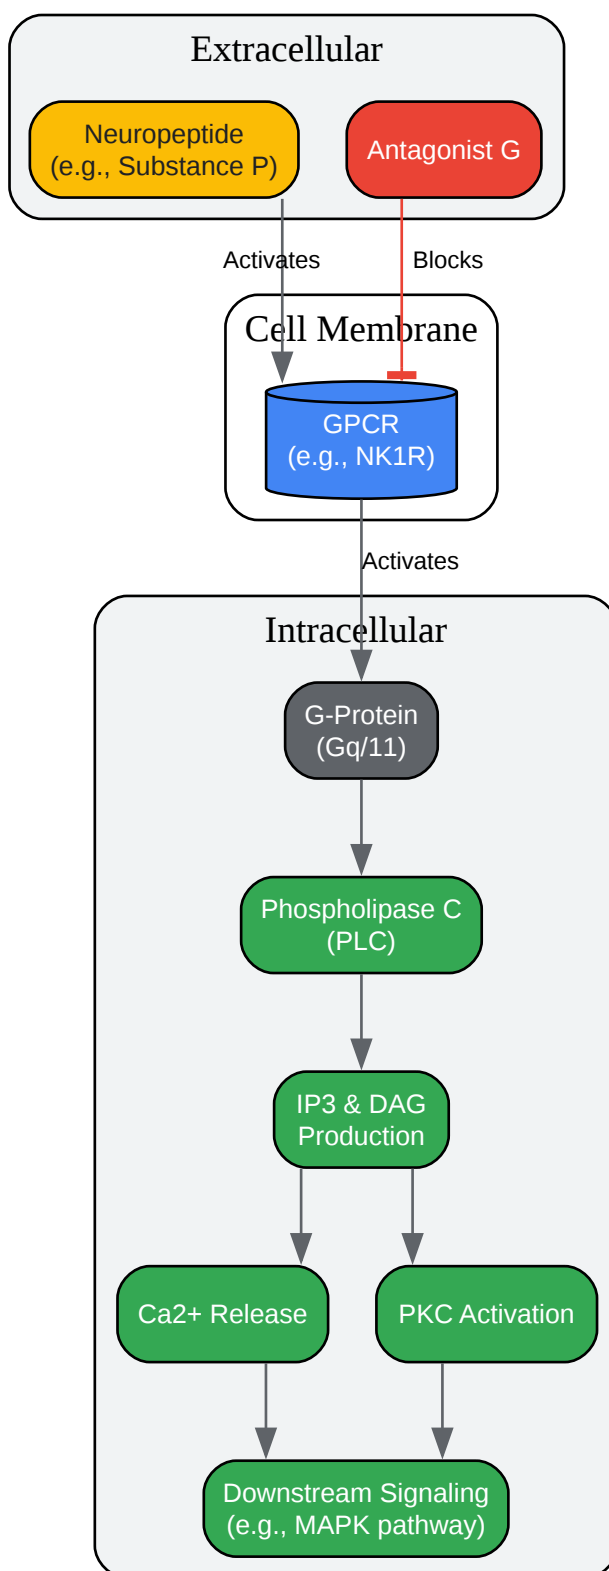 Extracellular
Neuropeptide
(e.g., Substance P)
Antagonist G
Activates
Blocks
Cell Membrane
GPCR
(e.g., NK1R)
Activates
Intracellular
G-Protein
(Gq/11)
Phospholipase C
(PLC)
IP3 & DAG
Production
Ca2+ Release
PKC Activation
Downstream Signaling
(e.g., MAPK pathway)